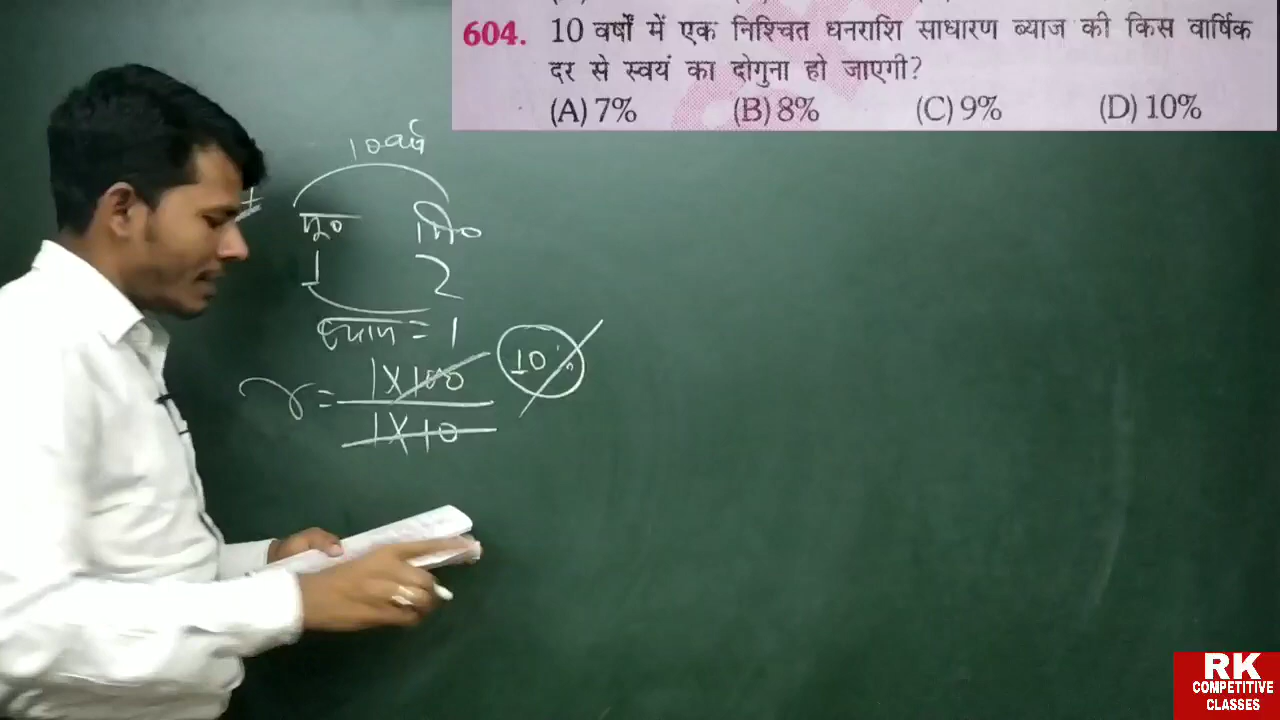 604. 10 वर्षों में एक निश्चित धनराशि साधारण ब्याज की किस वार्षिक
दर से स्वयं का दोगुना हो जाएगी?
(A) 7% (B) 8% (C) 9% (D) 10%
10 वर्ष
मू० मि०
1 2
ब्याज = 1
r = 1 X 100 10%
1 X 10
RK
COMPETITIVE
CLASSES